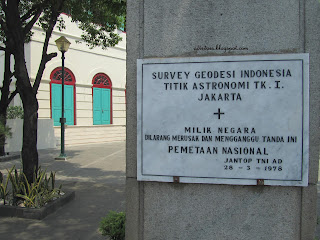 SURVEY GEODESI INDONESIA
TITIK ASTRONOMI TK. I.
JAKARTA
+
MILIK NEGARA
DILARANG MERUSAK DAN MENGGANGGU TANDA INI
PEMETAAN NASIONAL
JANTOP TNI AD
28 - 3 - 1978